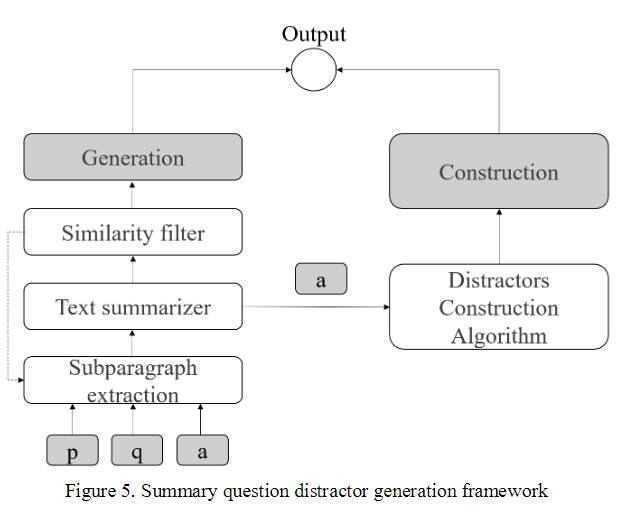 Output
Generation
Construction
Similarity filter
a
Text summarizer
Distractors
Construction
Algorithm
Subparagraph
extraction
p
q
a
Figure 5. Summary question distractor generation framework